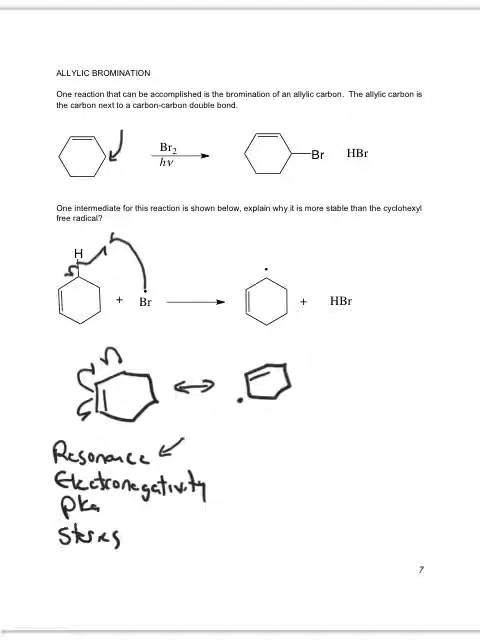 ALLYLIC BROMINATION
One reaction that can be accomplished is the bromination of an allylic carbon. The allylic carbon is
the carbon next to a carbon-carbon double bond.
Br2
hν
Br HBr
One intermediate for this reaction is shown below, explain why it is more stable than the cyclohexyl
free radical?
H
+ Br + HBr
Resonance
Electronegativity
pka
7